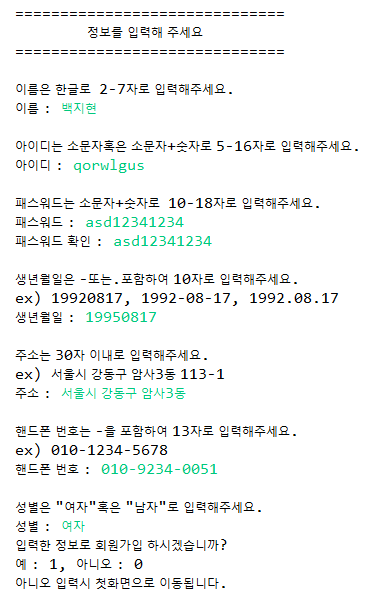 ==============================
정보를 입력해 주세요
==============================
이름은 한글로 2-7자로 입력해주세요.
이름 : 백지현
아이디는 소문자혹은 소문자+숫자로 5-16자로 입력해주세요.
아이디 : qorwlgus
패스워드는 소문자+숫자로 10-18자로 입력해주세요.
패스워드 : asd12341234
패스워드 확인 : asd12341234
생년월일은 -또는.포함하여 10자로 입력해주세요.
ex) 19920817, 1992-08-17, 1992.08.17
생년월일 : 19950817
주소는 30자 이내로 입력해주세요.
ex) 서울시 강동구 암사3동 113-1
주소 : 서울시 강동구 암사3동
핸드폰 번호는 -을 포함하여 13자로 입력해주세요.
ex) 010-1234-5678
핸드폰 번호 : 010-9234-0051
성별은 "여자"혹은 "남자"로 입력해주세요.
성별 : 여자
입력한 정보로 회원가입 하시겠습니까?
예 : 1, 아니오 : 0
아니오 입력시 첫화면으로 이동됩니다.